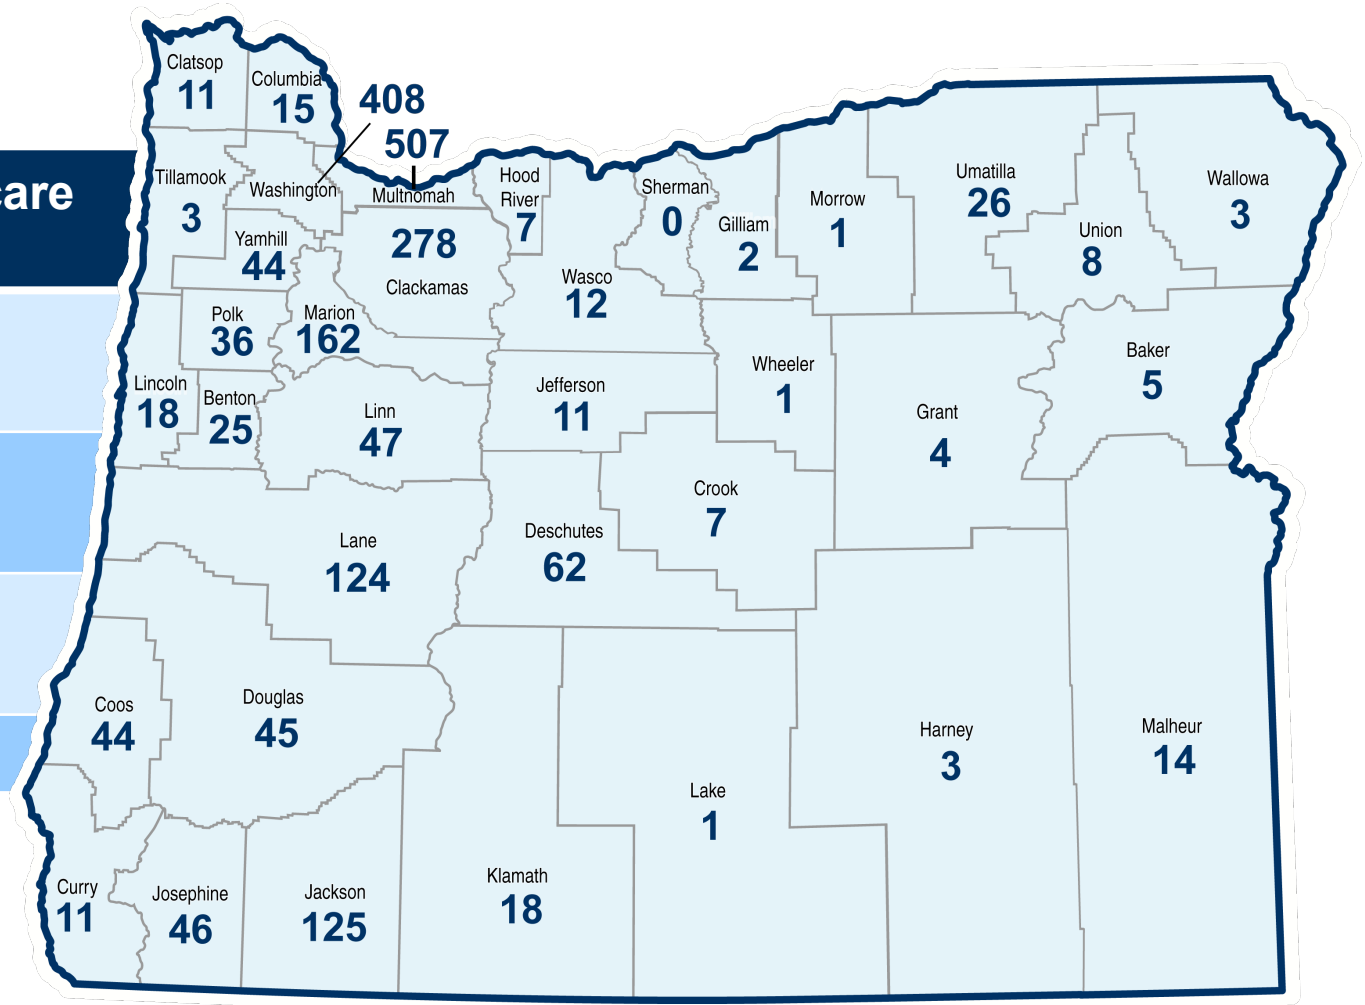 care
Clatsop
11
Columbia
15
408
507
Tillamook
3
Washington
Multnomah
Hood
River
7
Sherman
0
Gilliam
2
Morrow
1
Umatilla
26
Union
8
Wallowa
3
Yamhill
44
278
Clackamas
Wasco
12
Polk
36
Marion
162
Lincoln
18
Benton
25
Linn
47
Jefferson
11
Wheeler
1
Grant
4
Baker
5
Lane
124
Deschutes
62
Crook
7
Coos
44
Douglas
45
Harney
3
Malheur
14
Lake
1
Klamath
18
Curry
11
Josephine
46
Jackson
125